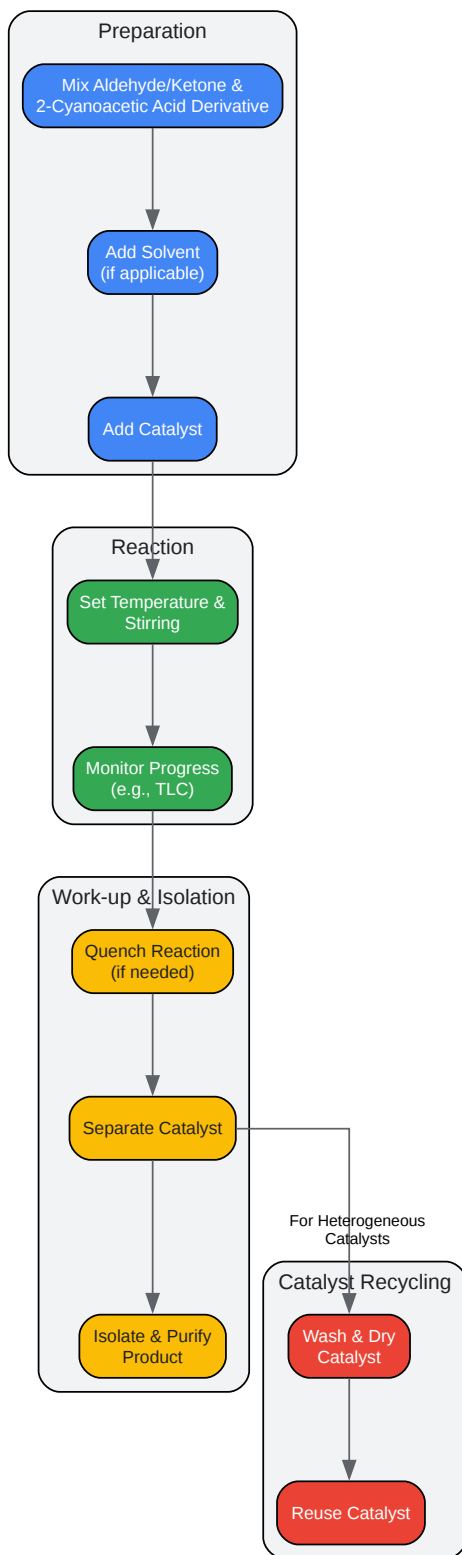 Preparation
Mix Aldehyde/Ketone &
2-Cyanoacetic Acid Derivative
Add Solvent
(if applicable)
Add Catalyst
Reaction
Set Temperature &
Stirring
Monitor Progress
(e.g., TLC)
Work-up & Isolation
Quench Reaction
(if needed)
Separate Catalyst
For Heterogeneous
Catalysts
Catalyst Recycling
Isolate & Purify
Product
Wash & Dry
Catalyst
Reuse Catalyst